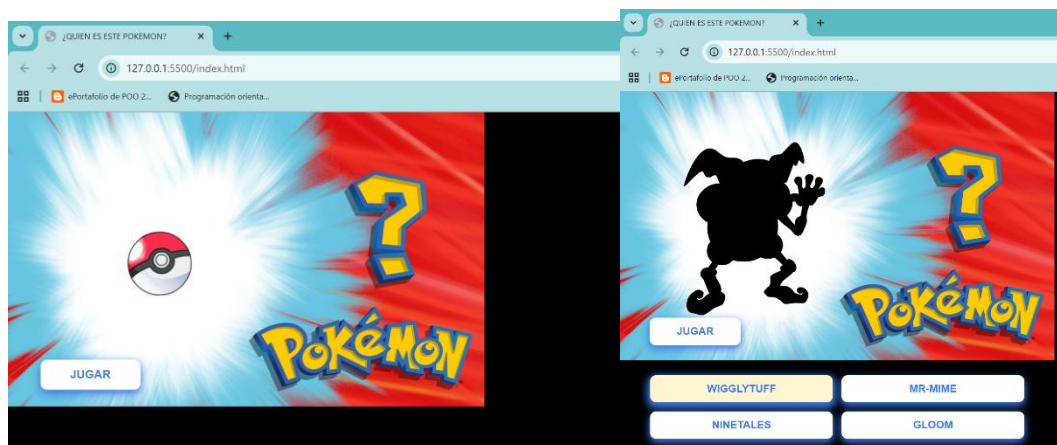 ¿QUIEN ES ESTE POKEMON?
127.0.0.1:5500/index.html
ePortafolio de POO 2...
Programación orienta...
?
POKéMON
JUGAR
¿QUIEN ES ESTE POKEMON?
127.0.0.1:5500/index.html
ePortafolio de POO 2...
Programación orienta...
?
POKéMON
JUGAR
WIGGLYTUFF
MR-MIME
NINETALES
GLOOM